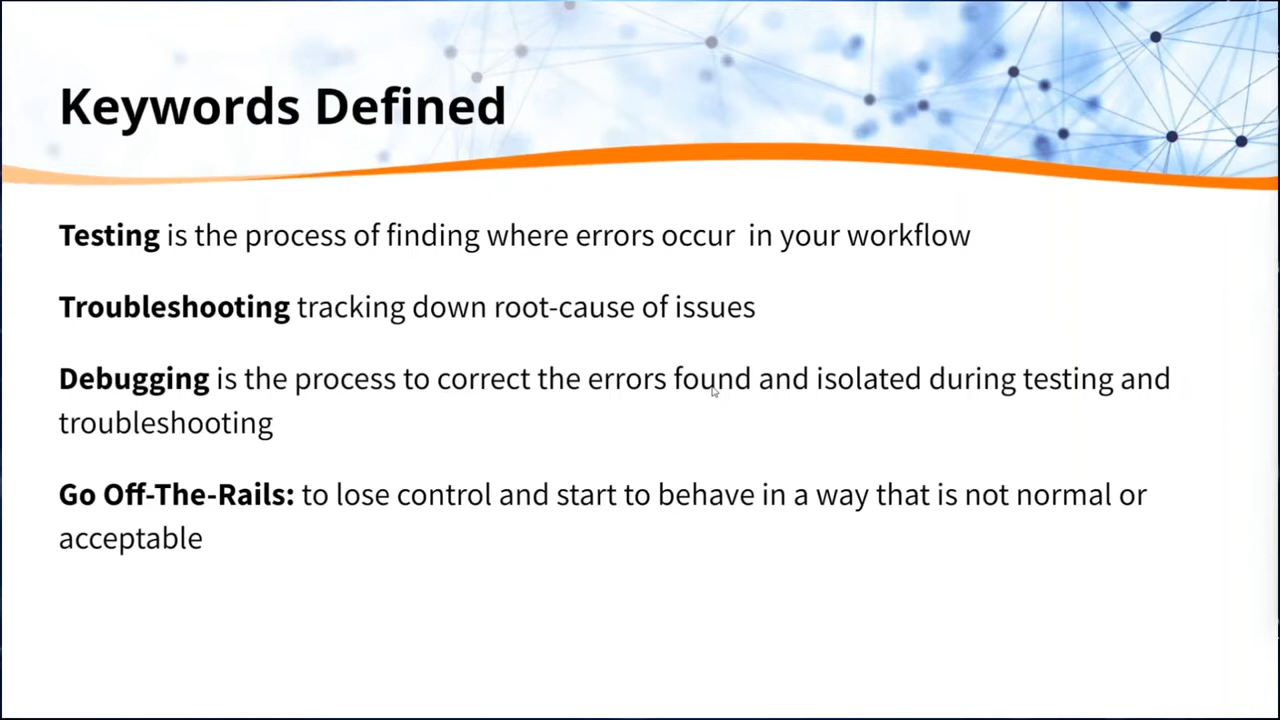 Keywords Defined
Testing is the process of finding where errors occur  in your workflow
Troubleshooting tracking down root-cause of issues
Debugging is the process to correct the errors found and isolated during testing and
troubleshooting
Go Off-The-Rails: to lose control and start to behave in a way that is not normal or
acceptable